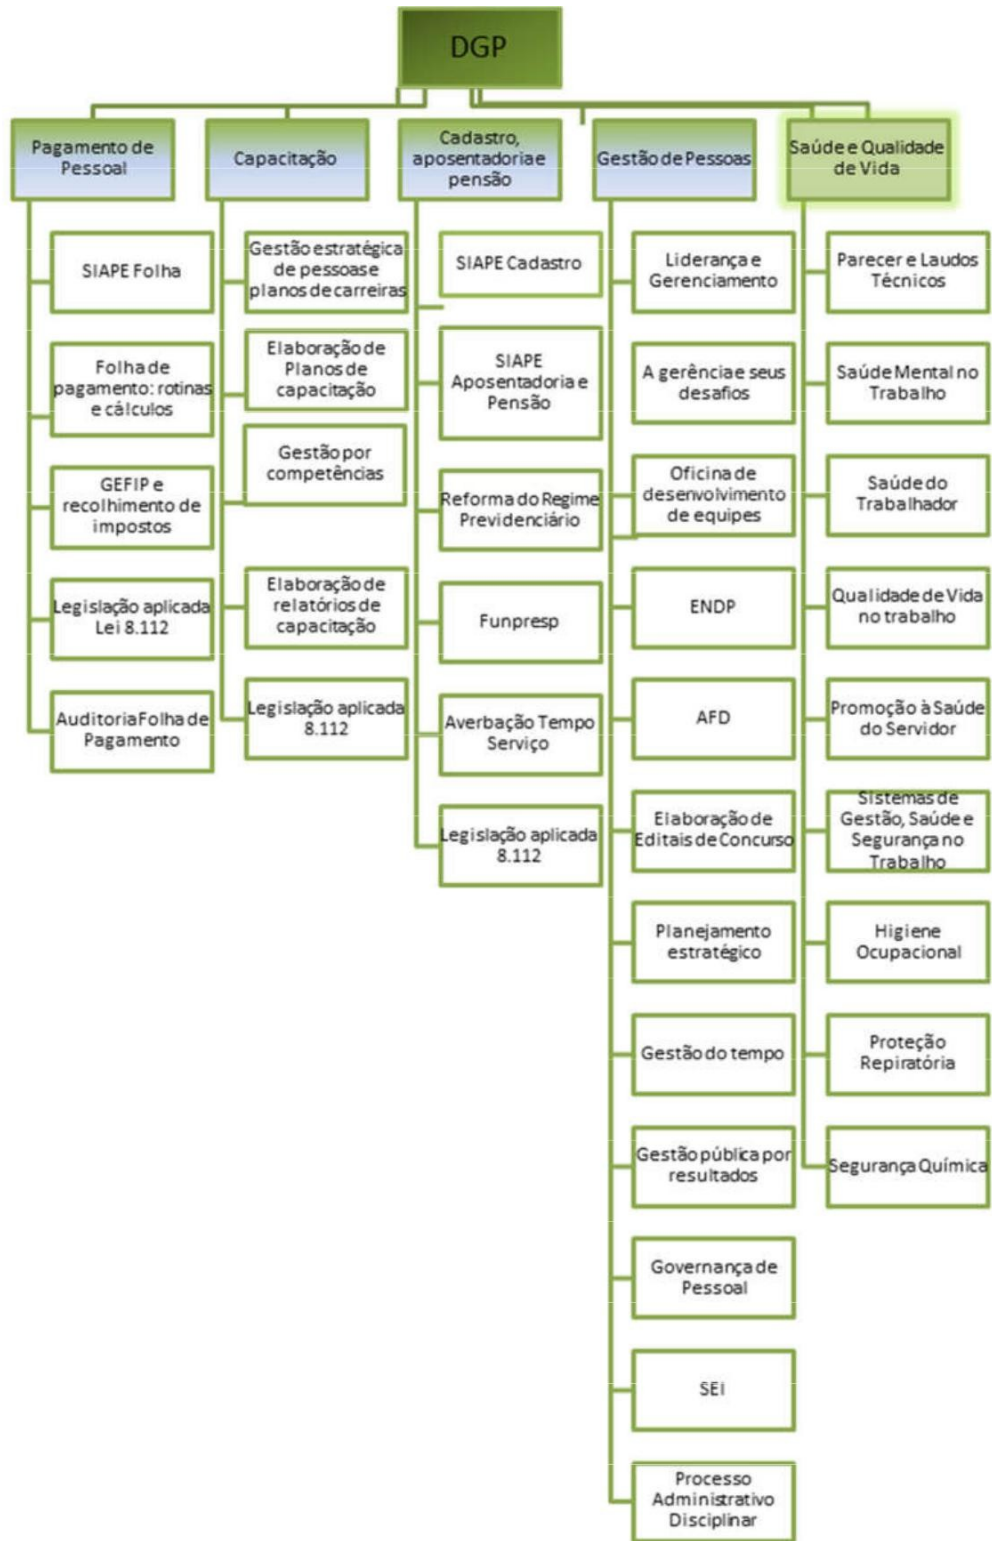 DGP
Pagamento de
Pessoal
SIAPE Folha
Folha de
pagamento: rotinas
e cálculos
GEFIP e
recolhimento de
impostos
Legislação aplicada
Lei 8.112
Auditoria Folha de
Pagamento
Capacitação
Gestão estratégica
de pessoas e
planos de carreiras
Elaboração de
Planos de
capacitação
Gestão por
competências
Elaboração de
relatórios de
capacitação
Legislação aplicada
8.112
Cadastro,
aposentadoria e
pensão
SIAPE Cadastro
SIAPE
Aposentadoria e
Pensão
Reforma do Regime
Previdenciário
Funpresp
Averbação Tempo
Serviço
Legislação aplicada
8.112
Gestão de Pessoas
Liderança e
Gerenciamento
A gerência e seus
desafios
Oficina de
desenvolvimento
de equipes
ENDP
AFD
Elaboração de
Editais de Concurso
Planejamento
estratégico
Gestão do tempo
Gestão pública por
resultados
Governança de
Pessoal
SEI
Processo
Administrativo
Disciplinar
Saúde e Qualidade
de Vida
Parecer e Laudos
Técnicos
Saúde Mental no
Trabalho
Saúde do
Trabalhador
Qualidade de Vida
no trabalho
Promoção à Saúde
do Servidor
Sistemas de
Gestão, Saúde e
Segurança no
Trabalho
Higiene
Ocupacional
Proteção
Repiratória
Segurança Química